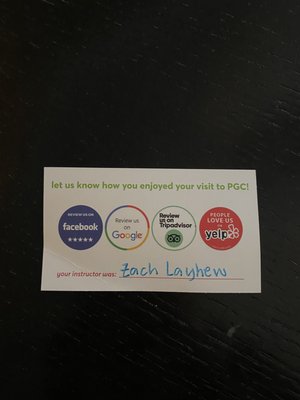 let us know how you enjoyed your visit to PGC!
REVIEW US ON
facebook
Review us
on
Google
Review
us on
Tripadvisor
PEOPLE
LOVE US
ON
yelp
your instructor was: Zach Layhew